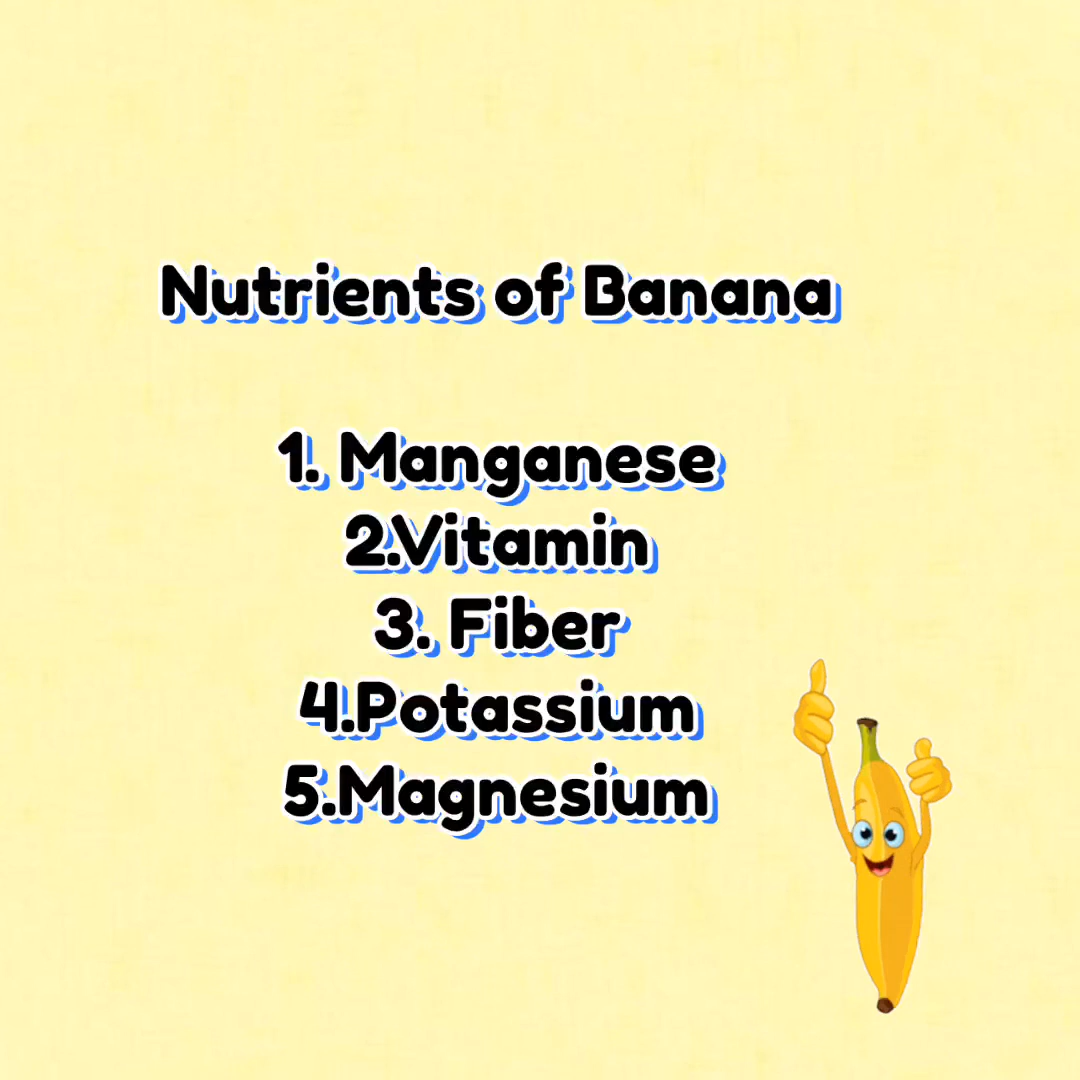 Nutrients of Banana
1. Manganese
2.Vitamin
3. Fiber
4.Potassium
5.Magnesium